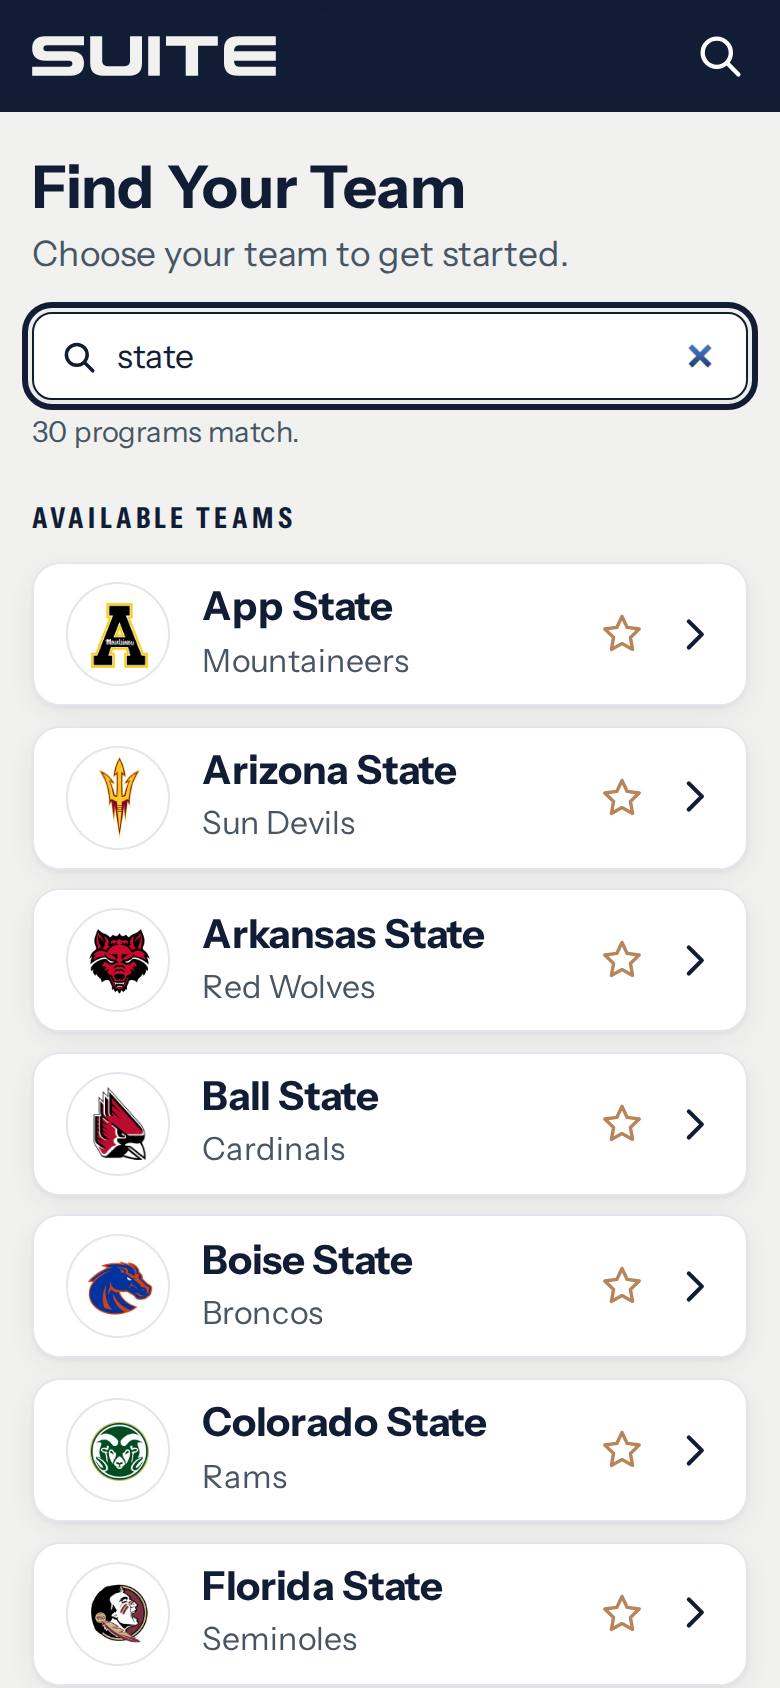 SUITE
Find Your Team
Choose your team to get started.
state
30 programs match.
AVAILABLE TEAMS
App State
Mountaineers
Arizona State
Sun Devils
Arkansas State
Red Wolves
Ball State
Cardinals
Boise State
Broncos
Colorado State
Rams
Florida State
Seminoles